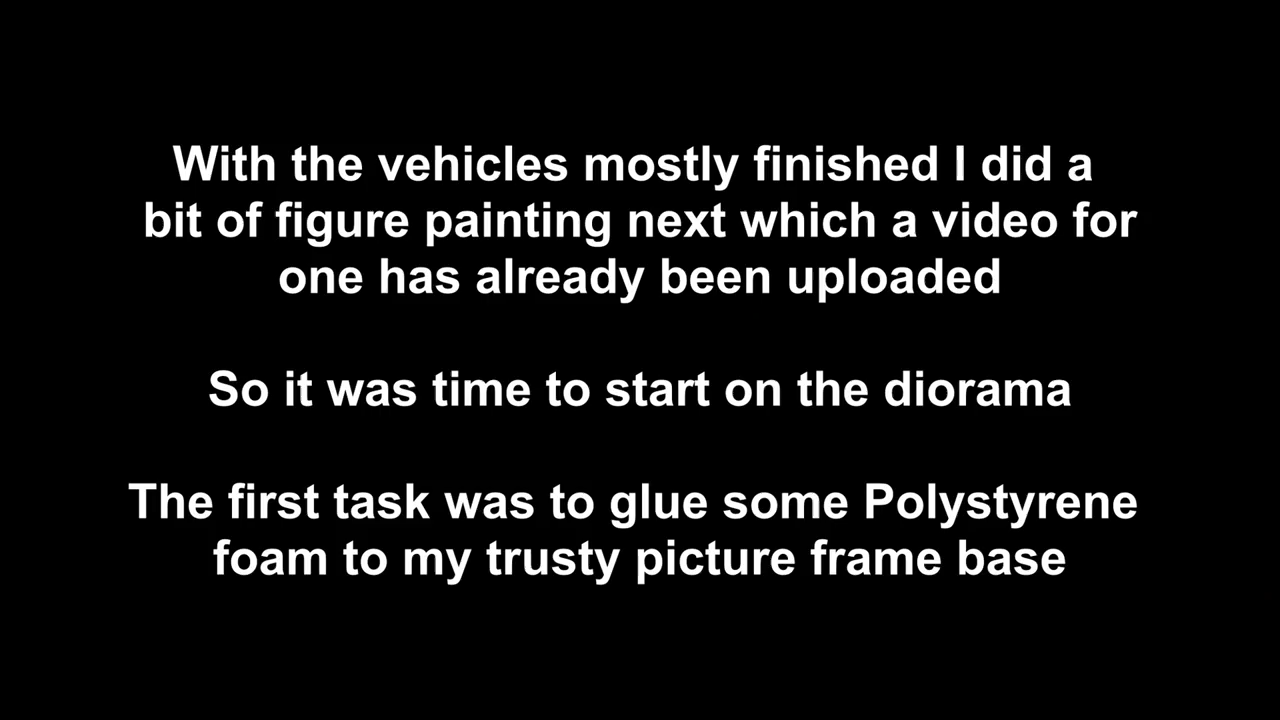 With the vehicles mostly finished I did a
bit of figure painting next which a video for
one has already been uploaded
So it was time to start on the diorama
The first task was to glue some Polystyrene
foam to my trusty picture frame base